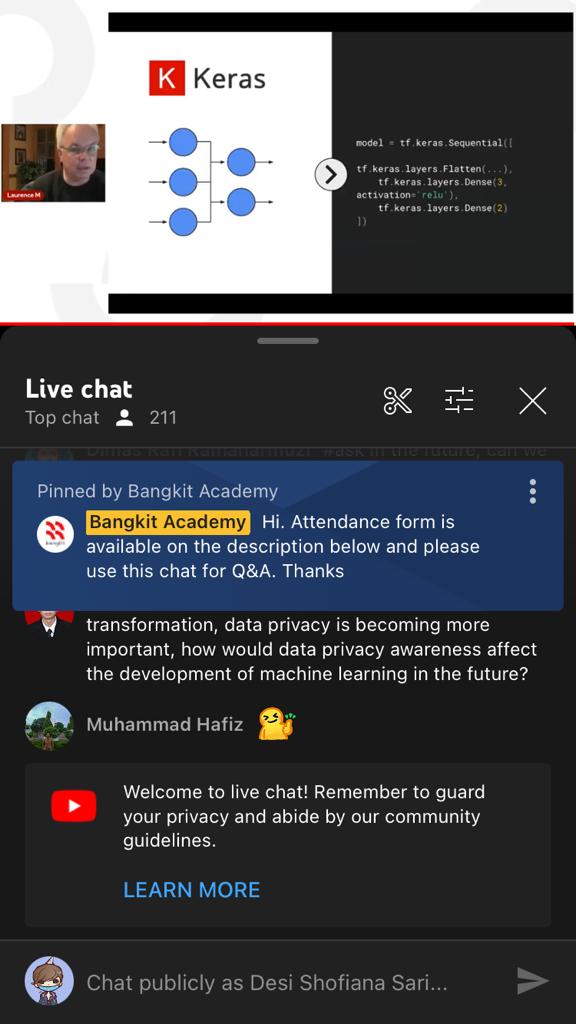 K Keras
Laurence M
model = tf.keras.Sequential([
tf.keras.layers.Flatten(...),
tf.keras.layers.Dense(3,
activation='relu'),
tf.keras.layers.Dense(2)
])
Live chat
Top chat 211
#ask in the future, can we
Pinned by Bangkit Academy
Bangkit Academy Hi. Attendance form is
available on the description below and please
use this chat for Q&A. Thanks
transformation, data privacy is becoming more
important, how would data privacy awareness affect
the development of machine learning in the future?
Muhammad Hafiz
Welcome to live chat! Remember to guard
your privacy and abide by our community
guidelines.
LEARN MORE
Chat publicly as Desi Shofiana Sari...